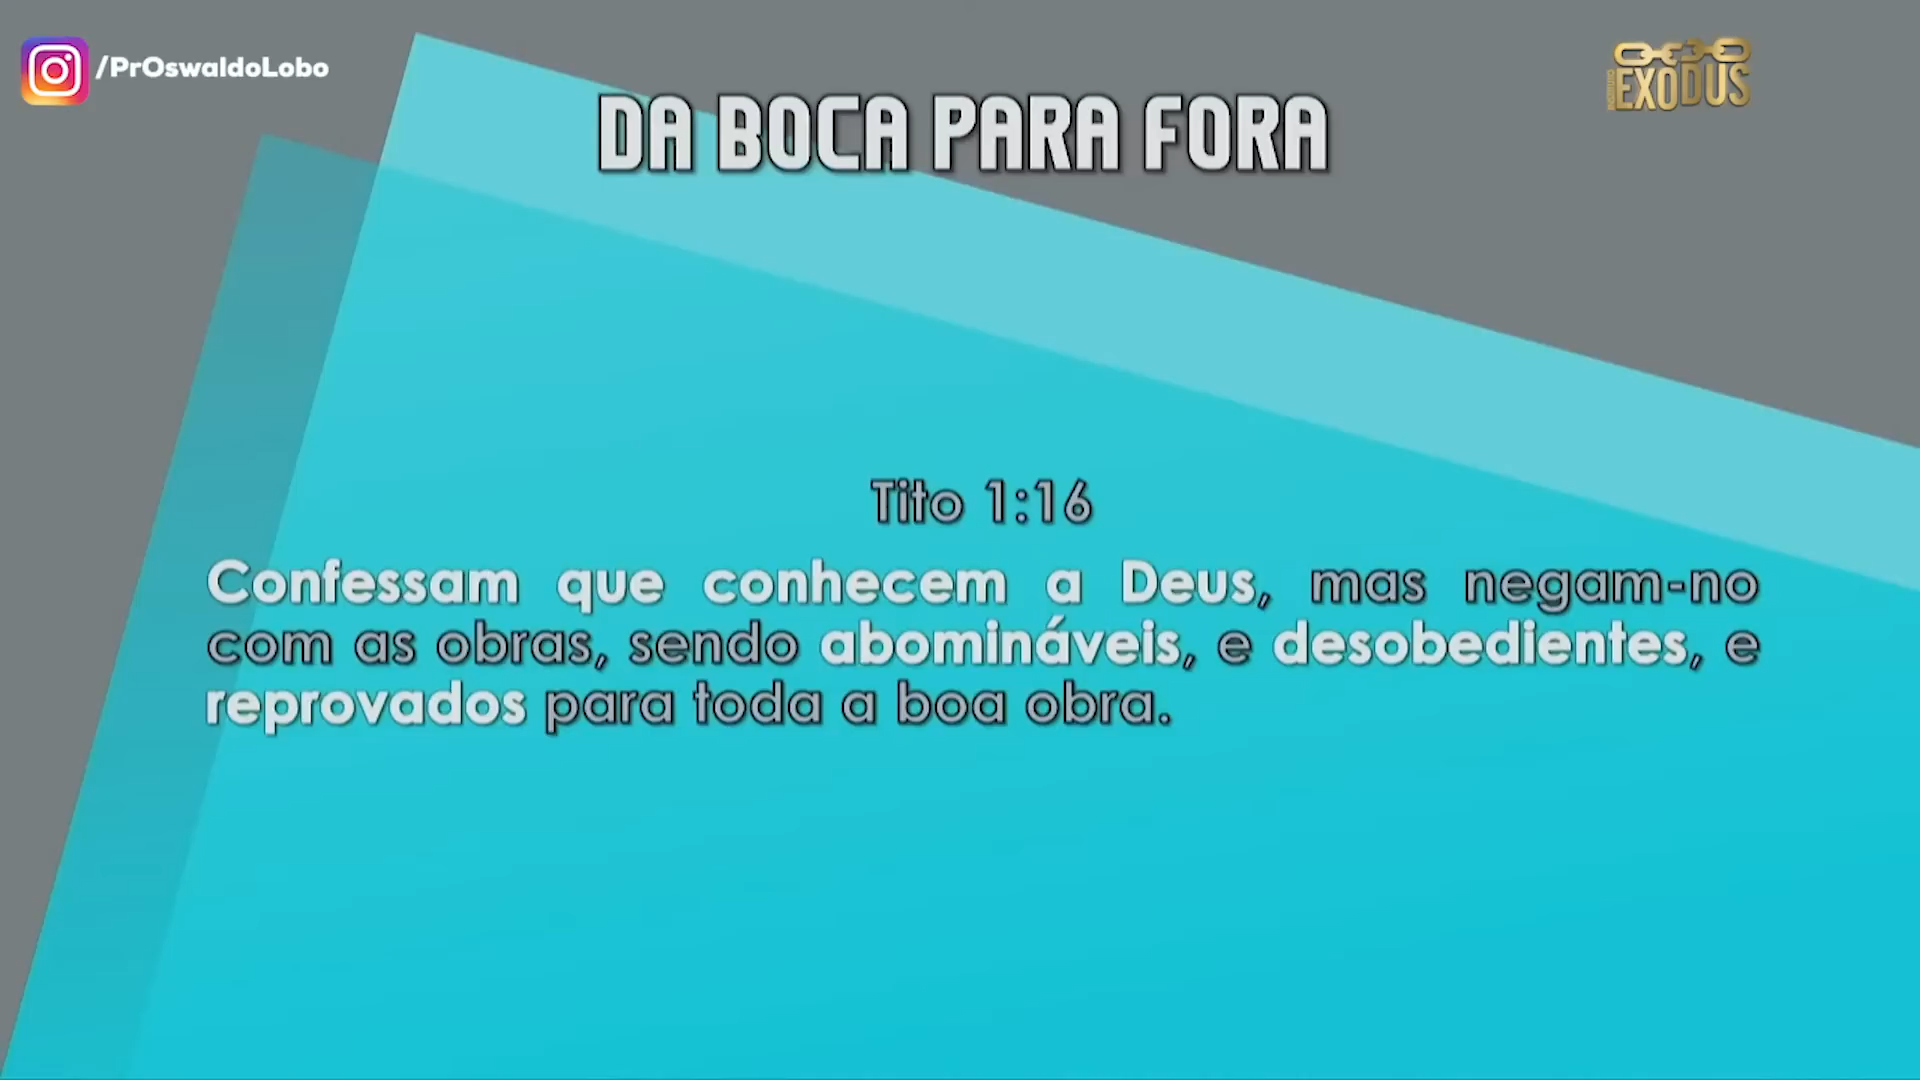 /PrOswaldoLobo
EXODUS
DA BOCA PARA FORA
Tito 1:16
Confessam que conhecem a Deus, mas negam-no
com as obras, sendo abomináveis, e desobedientes, e
reprovados para toda a boa obra.